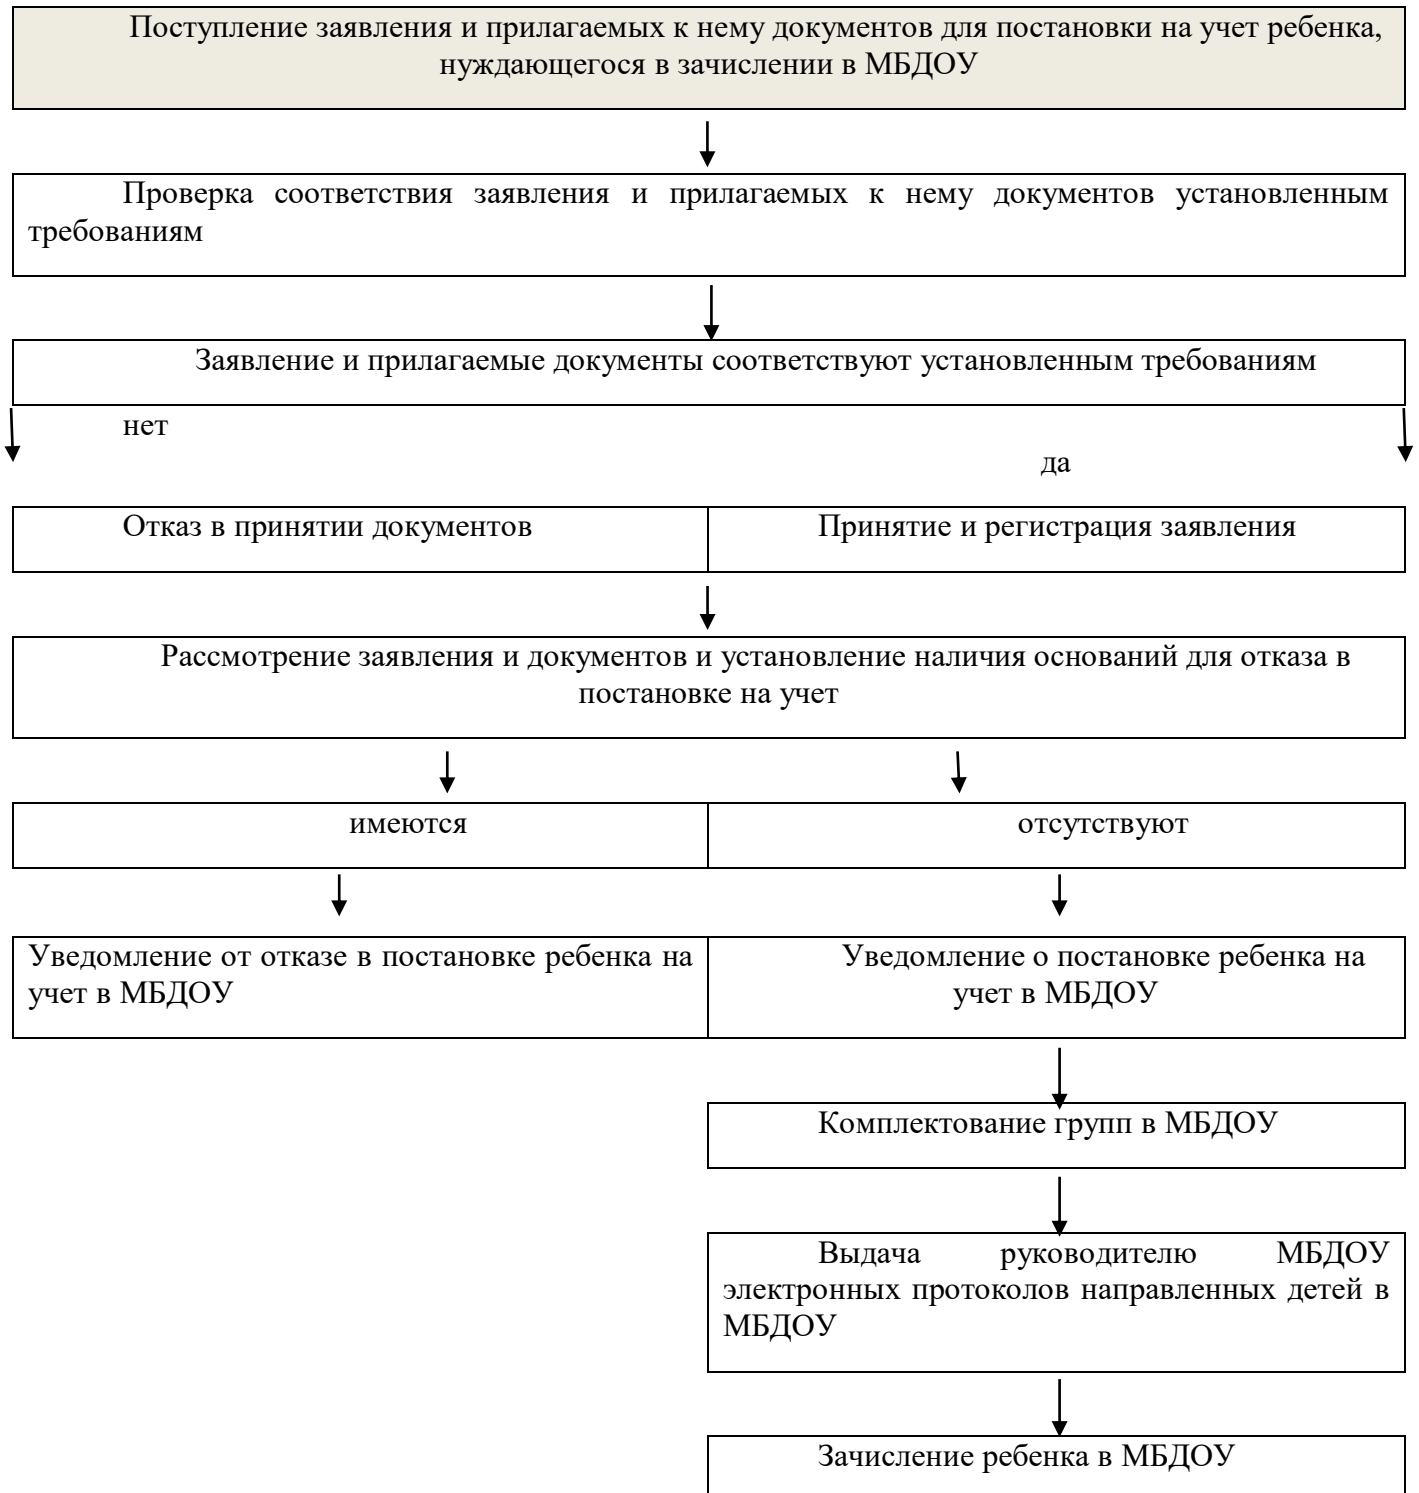 Поступление заявления и прилагаемых к нему документов для постановки на учет ребенка,
нуждающегося в зачислении в МБДОУ
Проверка соответствия заявления и прилагаемых к нему документов установленным
требованиям
Заявление и прилагаемые документы соответствуют установленным требованиям
нет
да
Отказ в принятии документов
Принятие и регистрация заявления
Рассмотрение заявления и документов и установление наличия оснований для отказа в
постановке на учет
имеются
отсутствуют
Уведомление от отказе в постановке ребенка на
учет в МБДОУ
Уведомление о постановке ребенка на
учет в МБДОУ
Комплектование групп в МБДОУ
Выдача руководителю МБДОУ
электронных протоколов направленных детей в
МБДОУ
Зачисление ребенка в МБДОУ